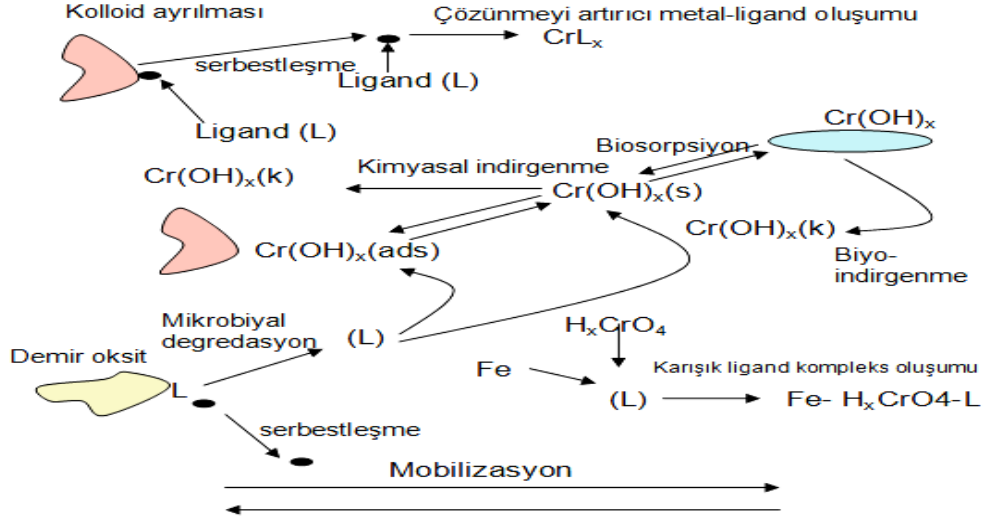 Kolloid ayrılması
Çözünmeyi artırıcı metal-ligand oluşumu
CrLₓ
serbestleşme
Ligand (L)
Ligand (L)
Cr(OH)ₓ
Biosorpsiyon
Kimyasal indirgenme
Cr(OH)ₓ(k)
Cr(OH)ₓ(s)
Cr(OH)ₓ(k)
Cr(OH)ₓ(ads)
Biyo-
indirgenme
Mikrobiyal
degredasyon
(L)
HₓCrO₄
Demir oksit
L
Fe
Karışık ligand kompleks oluşumu
(L)
Fe- HₓCrO4-L
serbestleşme
Mobilizasyon